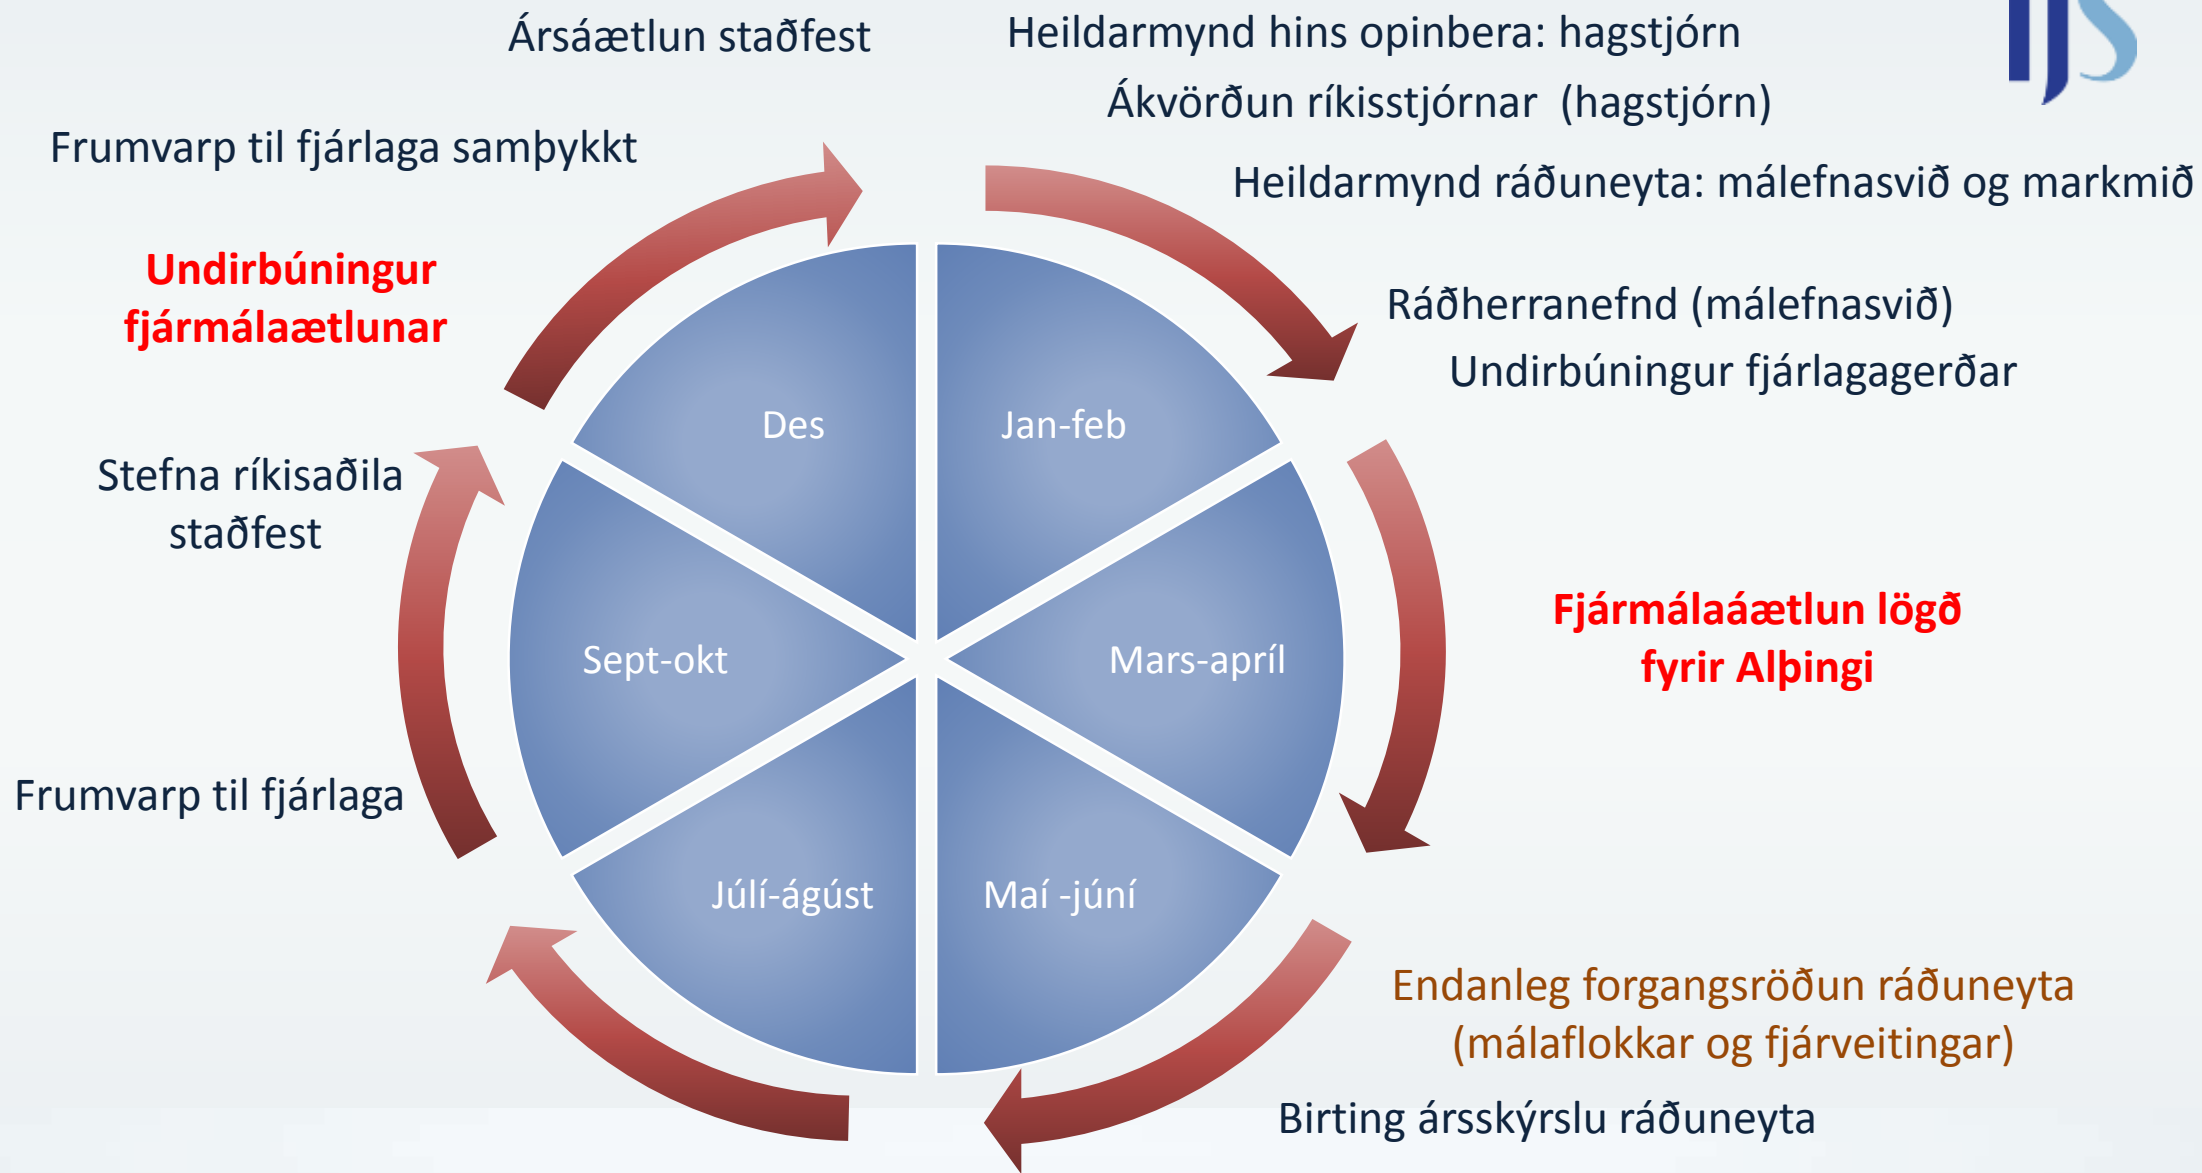 Ársáætlun staðfest
Heildarmynd hins opinbera: hagstjórn
Ákvörðun ríkisstjórnar (hagstjórn)
Heildarmynd ráðuneyta: málefnasvið og markmið
Ráðherranefnd (málefnasvið)
Undirbúningur fjárlagagerðar
Fjármálaáætlun lögð
fyrir Alþingi
Endanleg forgangsröðun ráðuneyta
(málaflokkar og fjárveitingar)
Birting ársskýrslu ráðuneyta
Frumvarp til fjárlaga
Stefna ríkisaðila
staðfest
Undirbúningur
fjármálaætlunar
Frumvarp til fjárlaga samþykkt
Des
Jan-feb
Sept-okt
Mars-apríl
Júlí-ágúst
Maí -júní